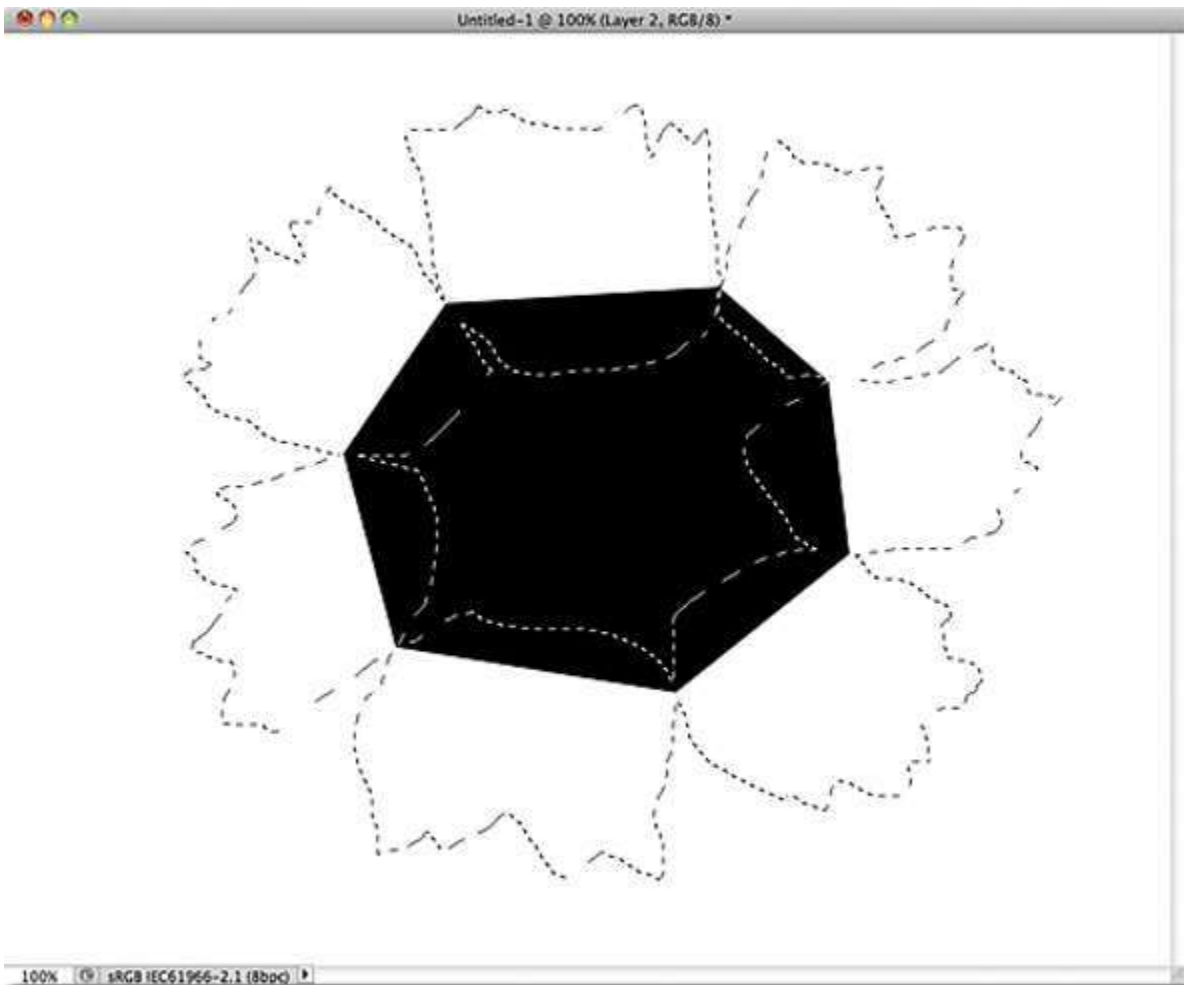 Untitled-1 @ 100% (Layer 2, RGB/8) *
100% sRGB IEC61966-2.1 (8bpc)